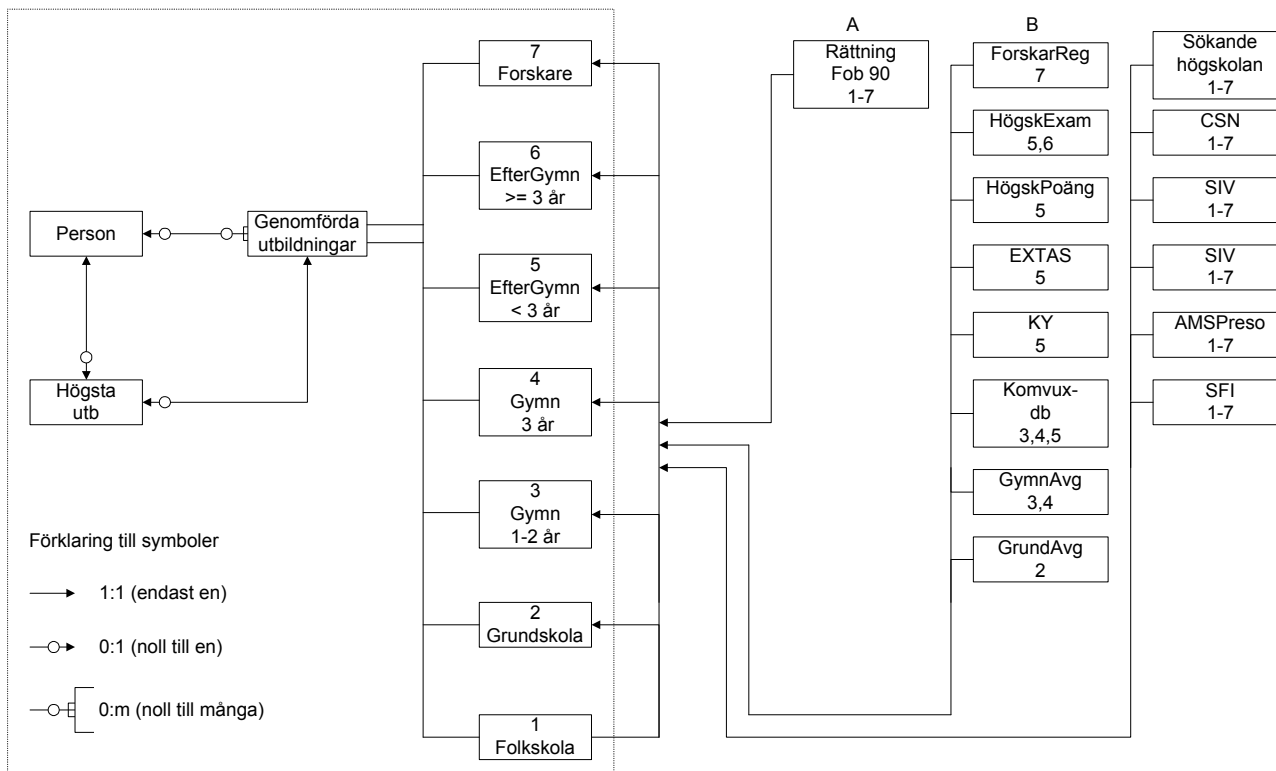 A
B
7
Forskare
Rättning
Fob 90
1-7
ForskarReg
7
Sökande
högskolan
1-7
HögskExam
5,6
CSN
1-7
6
EfterGymn
>= 3 år
HögskPoäng
5
SIV
1-7
Person
Genomförda
utbildningar
5
EfterGymn
< 3 år
EXTAS
5
SIV
1-7
KY
5
AMSPreso
1-7
Högsta
utb
4
Gymn
3 år
Komvux-
db
3,4,5
SFI
1-7
3
Gymn
1-2 år
GymnAvg
3,4
Förklaring till symboler
GrundAvg
2
1:1 (endast en)
2
Grundskola
0:1 (noll till en)
0:m (noll till många)
1
Folkskola